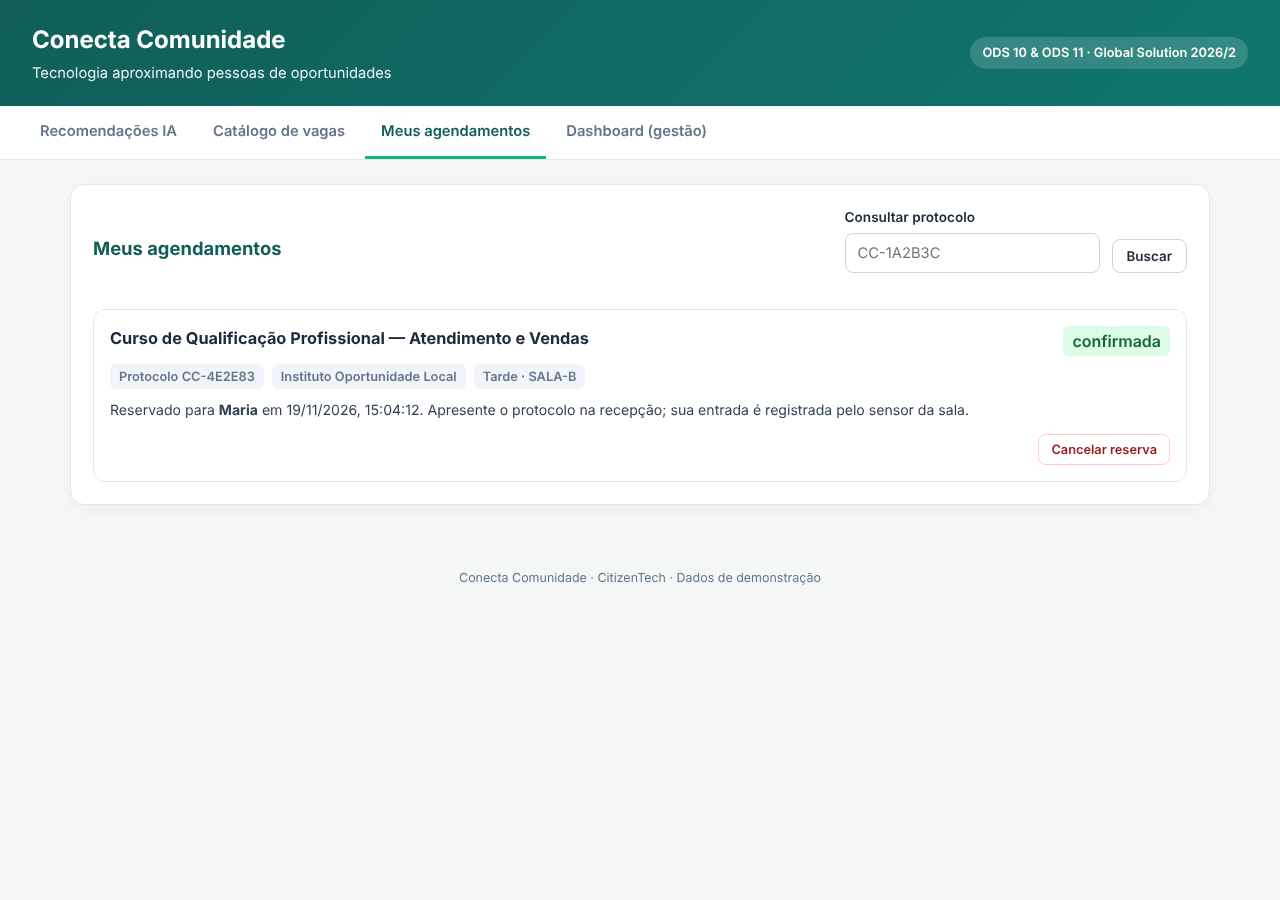 Conecta Comunidade
Tecnologia aproximando pessoas de oportunidades
ODS 10 & ODS 11 · Global Solution 2026/2
Recomendações IA
Catálogo de vagas
Meus agendamentos
Dashboard (gestão)
Meus agendamentos
Consultar protocolo
CC-1A2B3C
Buscar
Curso de Qualificação Profissional — Atendimento e Vendas
confirmada
Protocolo CC-4E2E83
Instituto Oportunidade Local
Tarde · SALA-B
Reservado para Maria em 19/11/2026, 15:04:12. Apresente o protocolo na recepção; sua entrada é registrada pelo sensor da sala.
Cancelar reserva
Conecta Comunidade · CitizenTech · Dados de demonstração